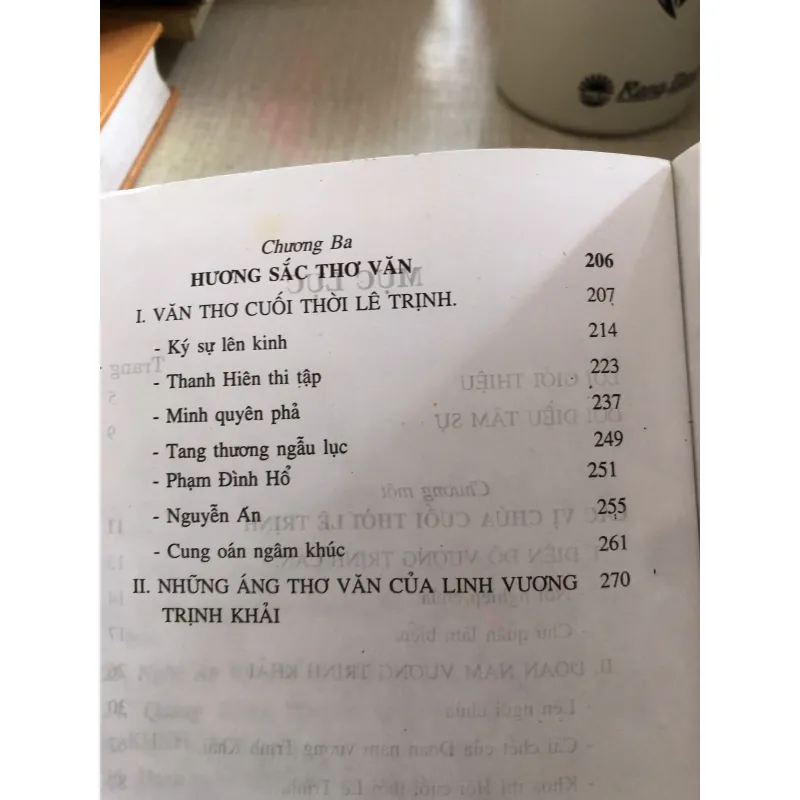 Rạng Đông
Chương Ba
HƯƠNG SẮC THƠ VĂN 206
I. VĂN THƠ CUỐI THỜI LÊ TRỊNH. 207
- Ký sự lên kinh 214
- Thanh Hiên thi tập 223
- Minh quyên phả 237
- Tang thương ngẫu lục 249
- Phạm Đình Hổ 251
- Nguyễn Án 255
- Cung oán ngâm khúc 261
II. NHỮNG ÁNG THƠ VĂN CỦA LINH VƯƠNG 270
TRỊNH KHẢI